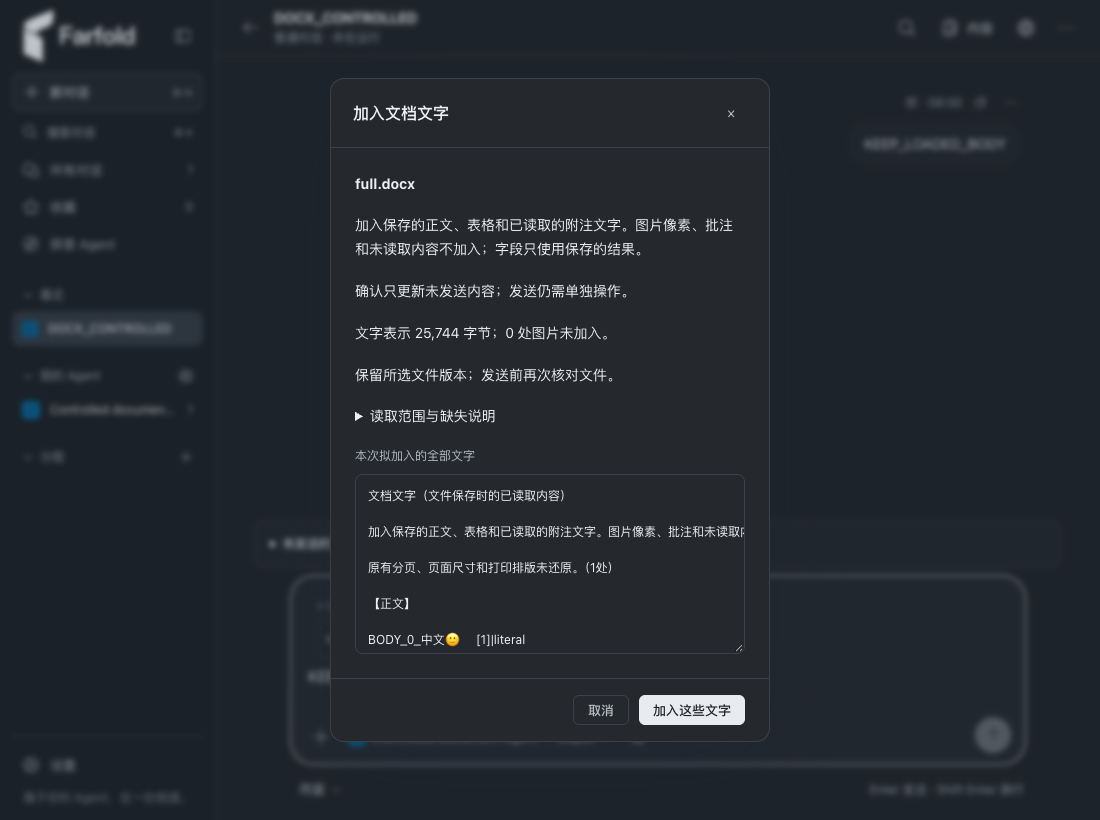 Farfold
DOCX_CONTROLLED
KEEP_LOADED_BODY
DOCX_CONTROLLED
加入文档文字
×
full.docx
加入保存的正文、表格和已读取的附注文字。图片像素、批注
和未读取内容不加入；字段只使用保存的结果。
确认只更新未发送内容；发送仍需单独操作。
文字表示 25,744 字节；0 处图片未加入。
保留所选文件版本；发送前再次核对文件。
▶ 读取范围与缺失说明
本次拟加入的全部文字
文档文字（文件保存时的已读取内容）
加入保存的正文、表格和已读取的附注文字。图片像素、批注和未读取
原有分页、页面尺寸和打印排版未还原。(1处)
【正文】
BODY_0_中文🙂 [1]|literal
取消
加入这些文字